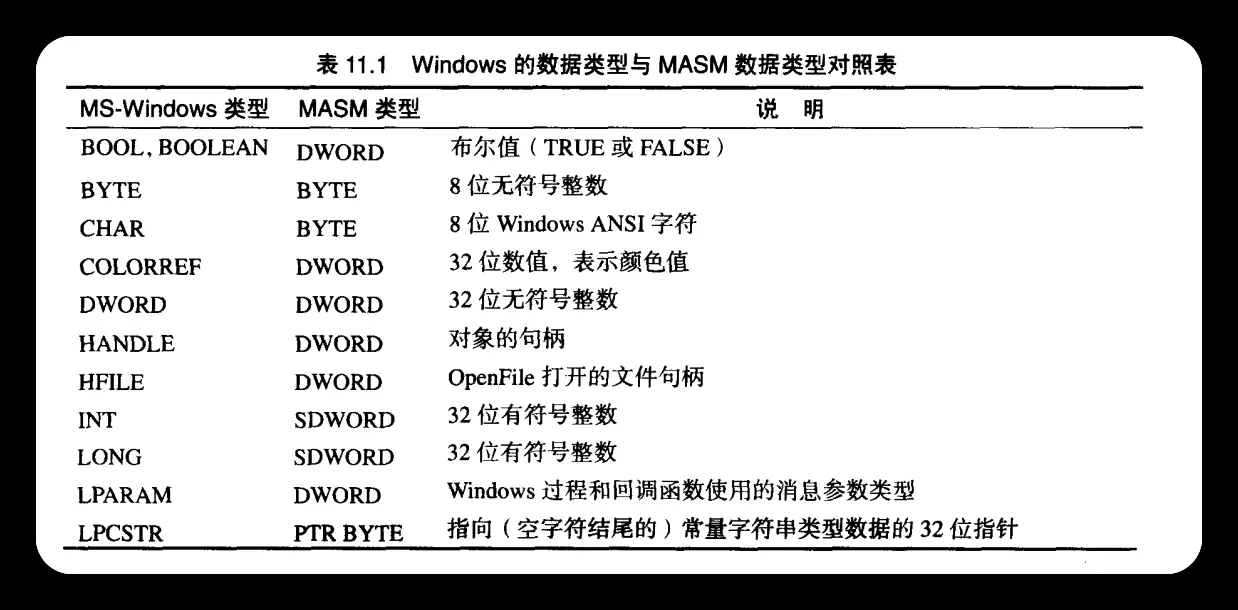 表 11.1 Windows 的数据类型与 MASM 数据类型对照表
MS-Windows 类型 MASM 类型 说 明
BOOL, BOOLEAN DWORD 布尔值（TRUE 或 FALSE）
BYTE BYTE 8 位无符号整数
CHAR BYTE 8 位 Windows ANSI 字符
COLORREF DWORD 32 位数值，表示颜色值
DWORD DWORD 32 位无符号整数
HANDLE DWORD 对象的句柄
HFILE DWORD OpenFile 打开的文件句柄
INT SDWORD 32 位有符号整数
LONG SDWORD 32 位有符号整数
LPARAM DWORD Windows 过程和回调函数使用的消息参数类型
LPCSTR PTR BYTE 指向（空字符结尾的）常量字符串类型数据的 32 位指针